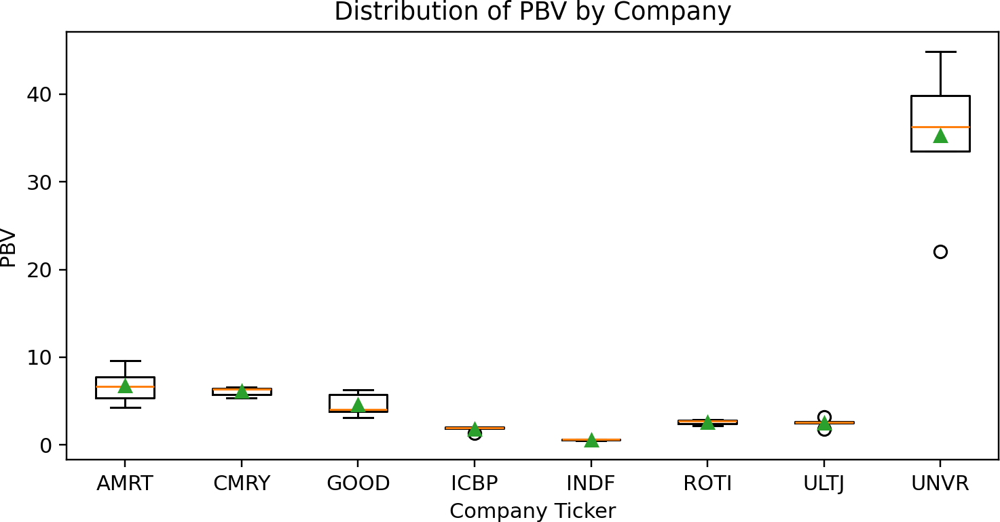 Distribution of PBV by Company
PBV
40
30
20
10
0
AMRT CMRY GOOD ICBP INDF ROTI ULTJ UNVR
Company Ticker